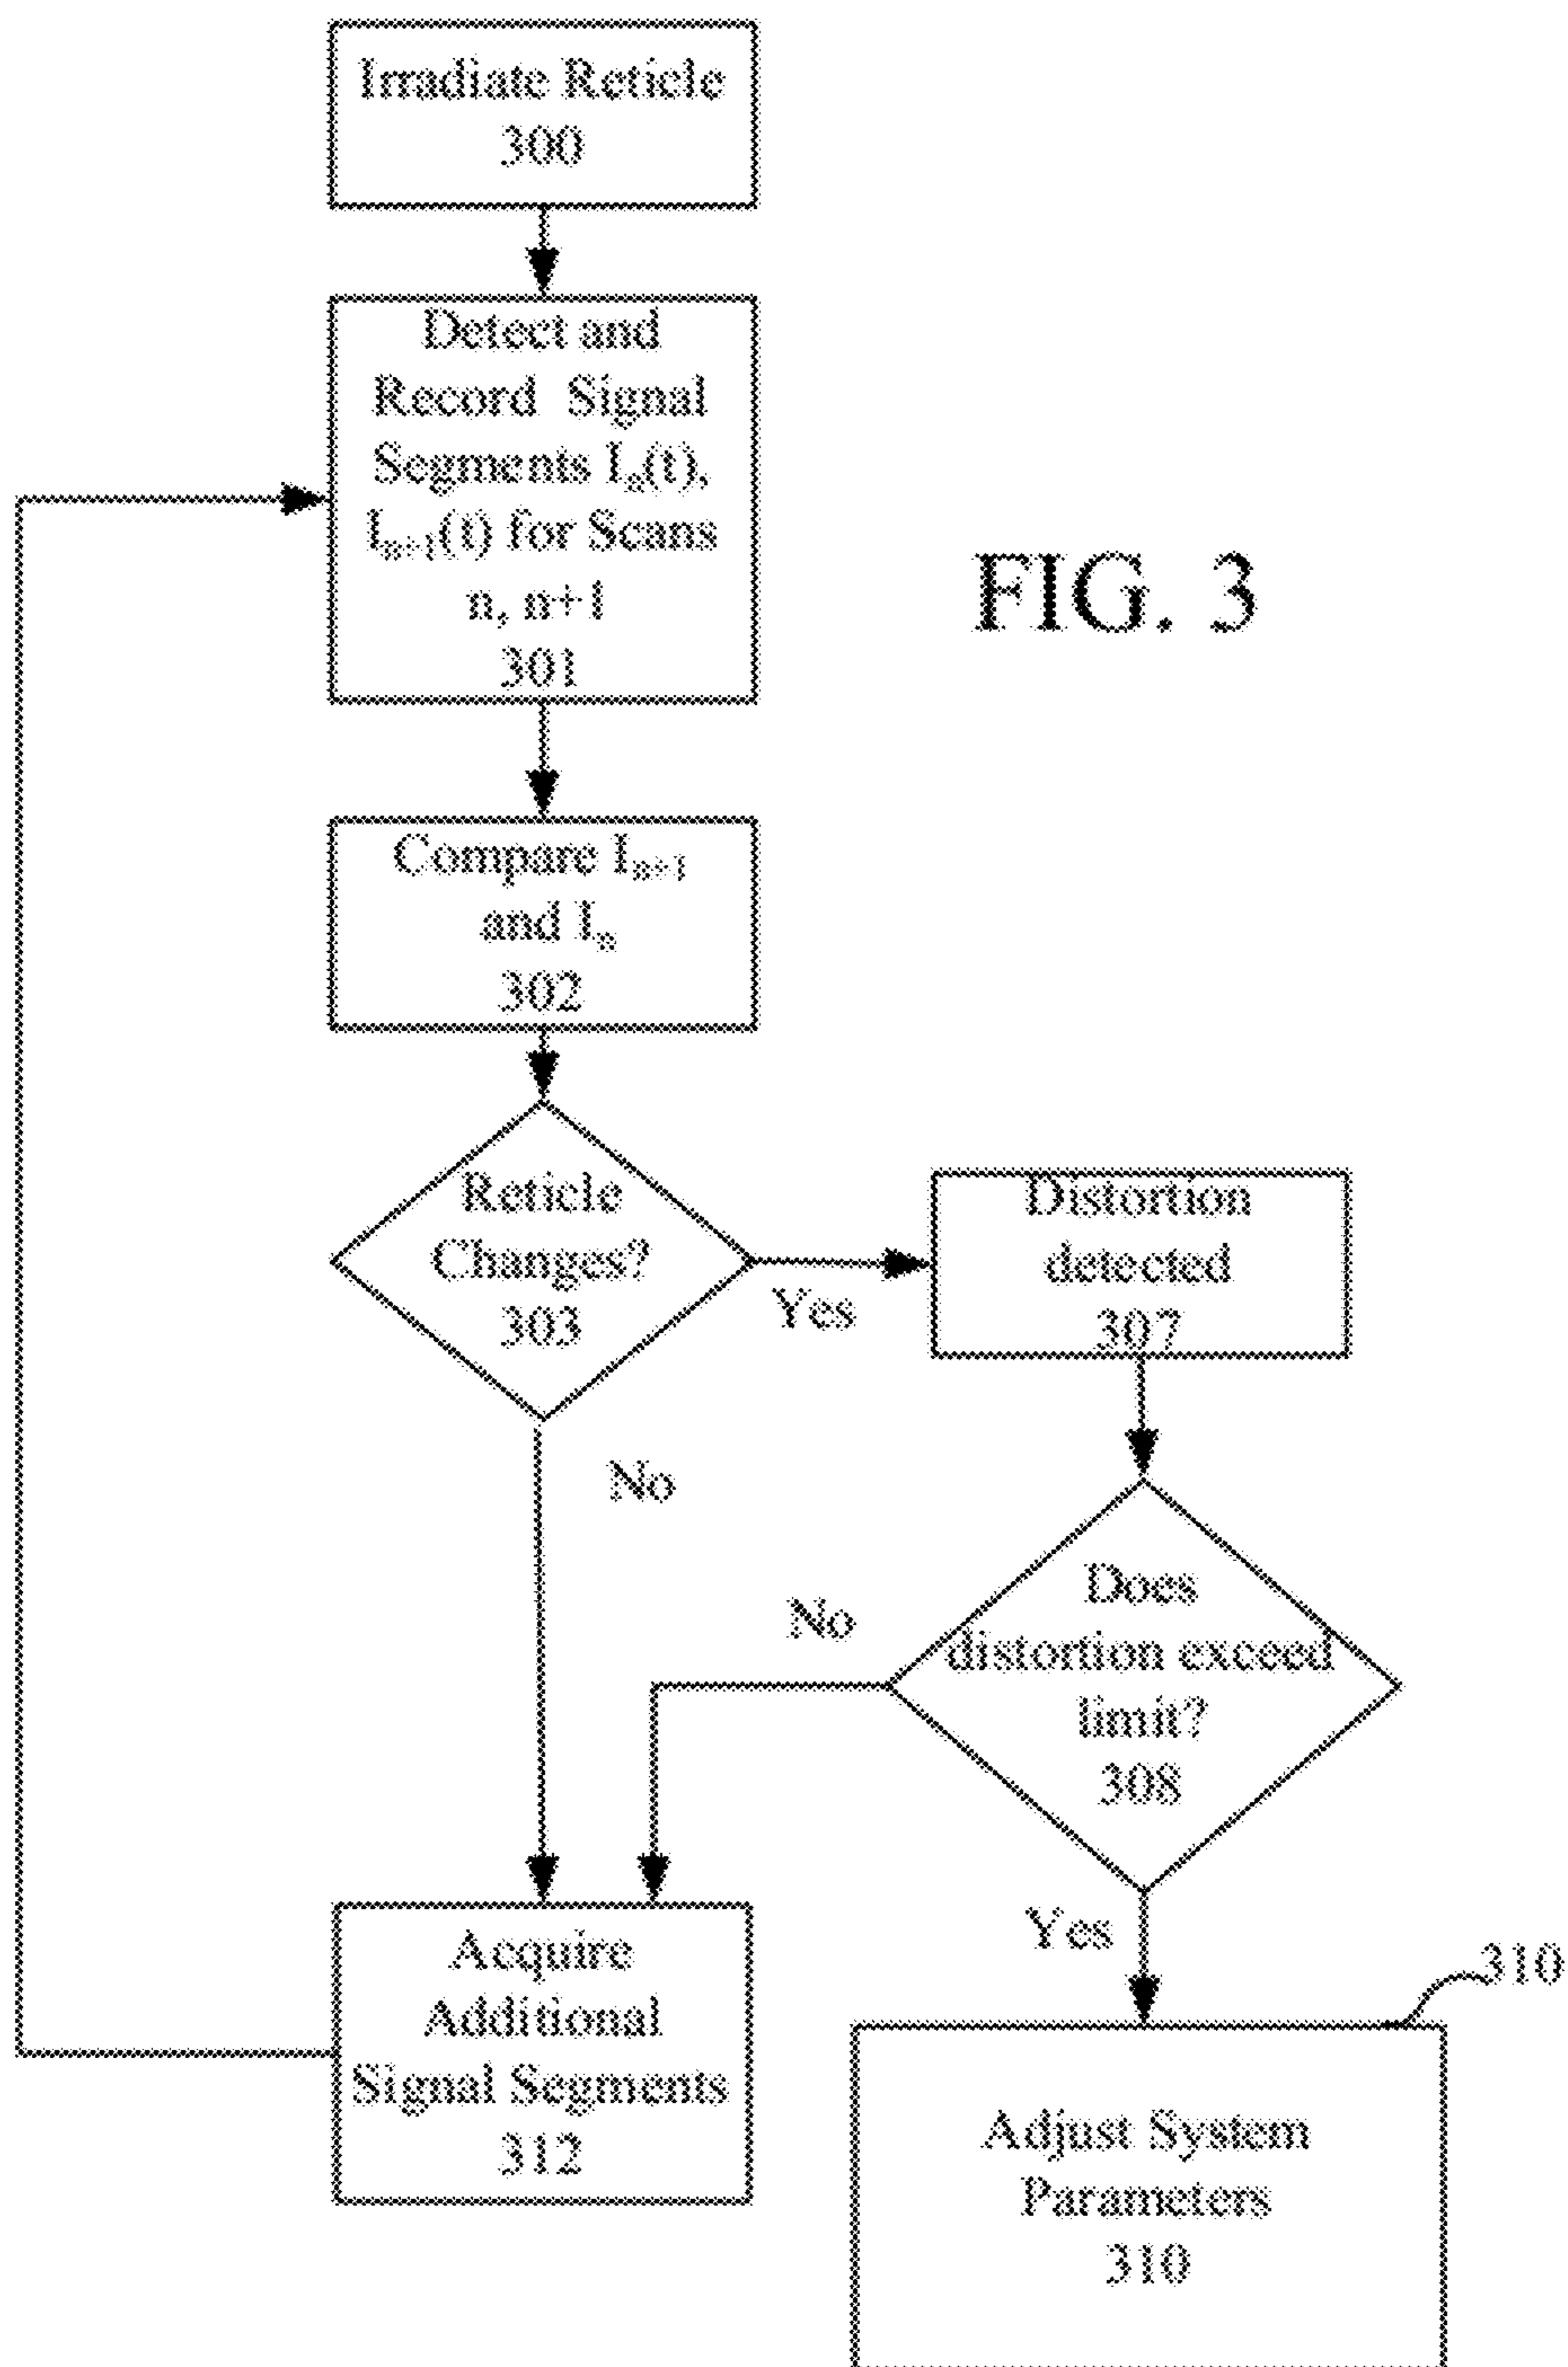 Irradiate Reticle
300
Detect and
Record Signal
Segments Iₙ(t),
Iₙ₊₁(t) for Scans
n, n+1
301
FIG. 3
Compare Iₙ₊₁
and Iₙ
302
Reticle
Changes?
303
Yes
Distortion
detected
307
No
Does
distortion exceed
limit?
308
No
Yes
310
Acquire
Additional
Signal Segments
312
Adjust System
Parameters
310